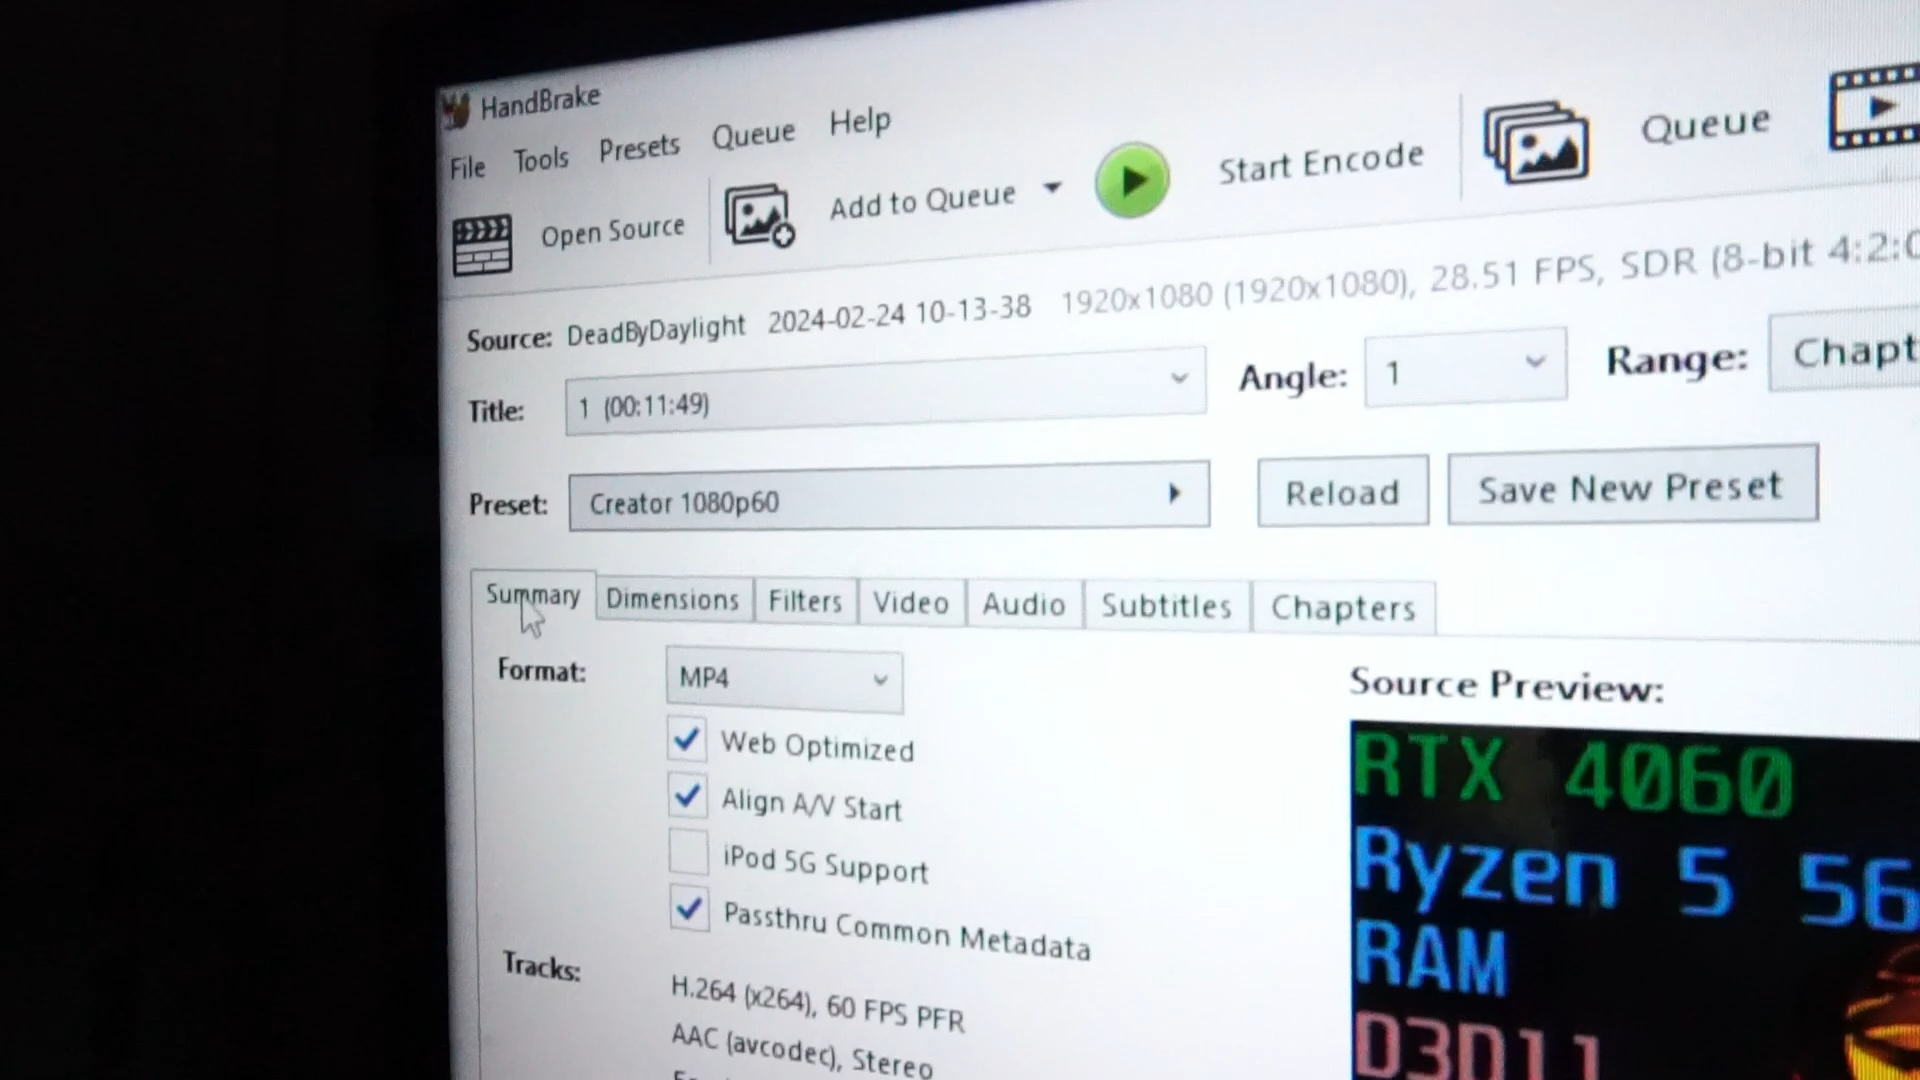 HandBrake
File Tools Presets Queue Help
Open Source Add to Queue Start Encode Queue
Source: DeadByDaylight 2024-02-24 10-13-38 1920x1080 (1920x1080), 28.51 FPS, SDR (8-bit 4:2:0
Title: 1 (00:11:49) Angle: 1 Range: Chapt
Preset: Creator 1080p60 Reload Save New Preset
Summary Dimensions Filters Video Audio Subtitles Chapters
Format: MP4
Source Preview:
Web Optimized
Align A/V Start
iPod 5G Support
Passthru Common Metadata
Tracks: H.264 (x264), 60 FPS PFR
AAC (avcodec), Stereo
RTX 4060
Ryzen 5 56
RAM
D3D11